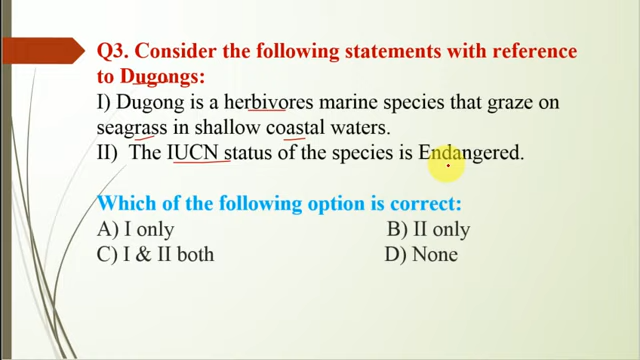 Q3. Consider the following statements with reference
to Dugongs:
I) Dugong is a herbivores marine species that graze on
seagrass in shallow coastal waters.
II) The IUCN status of the species is Endangered.
Which of the following option is correct:
A) I only B) II only
C) I & II both D) None